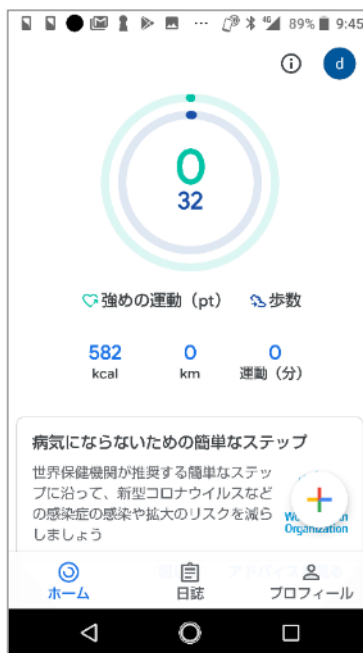 89% 9:45
d
0
32
強めの運動（pt） 歩数
582 0 0
kcal km 運動（分）
病気にならないための簡単なステップ
世界保健機関が推奨する簡単なステッ
プに沿って、新型コロナウイルスなど
の感染症の感染や拡大のリスクを減ら
しましょう
Organization
ホーム 日誌 プロフィール